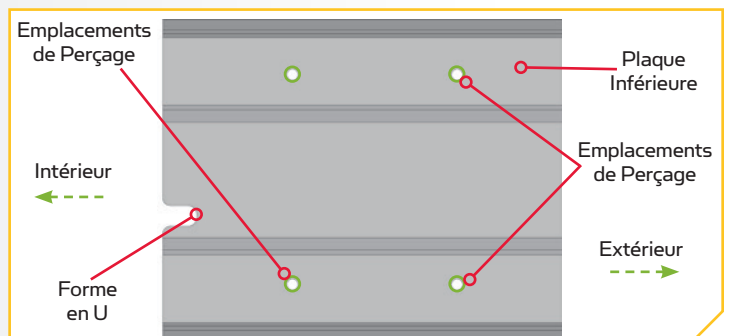 Emplacements
de Perçage
Plaque
Inférieure
Emplacements
de Perçage
Intérieur
Extérieur
Forme
en U